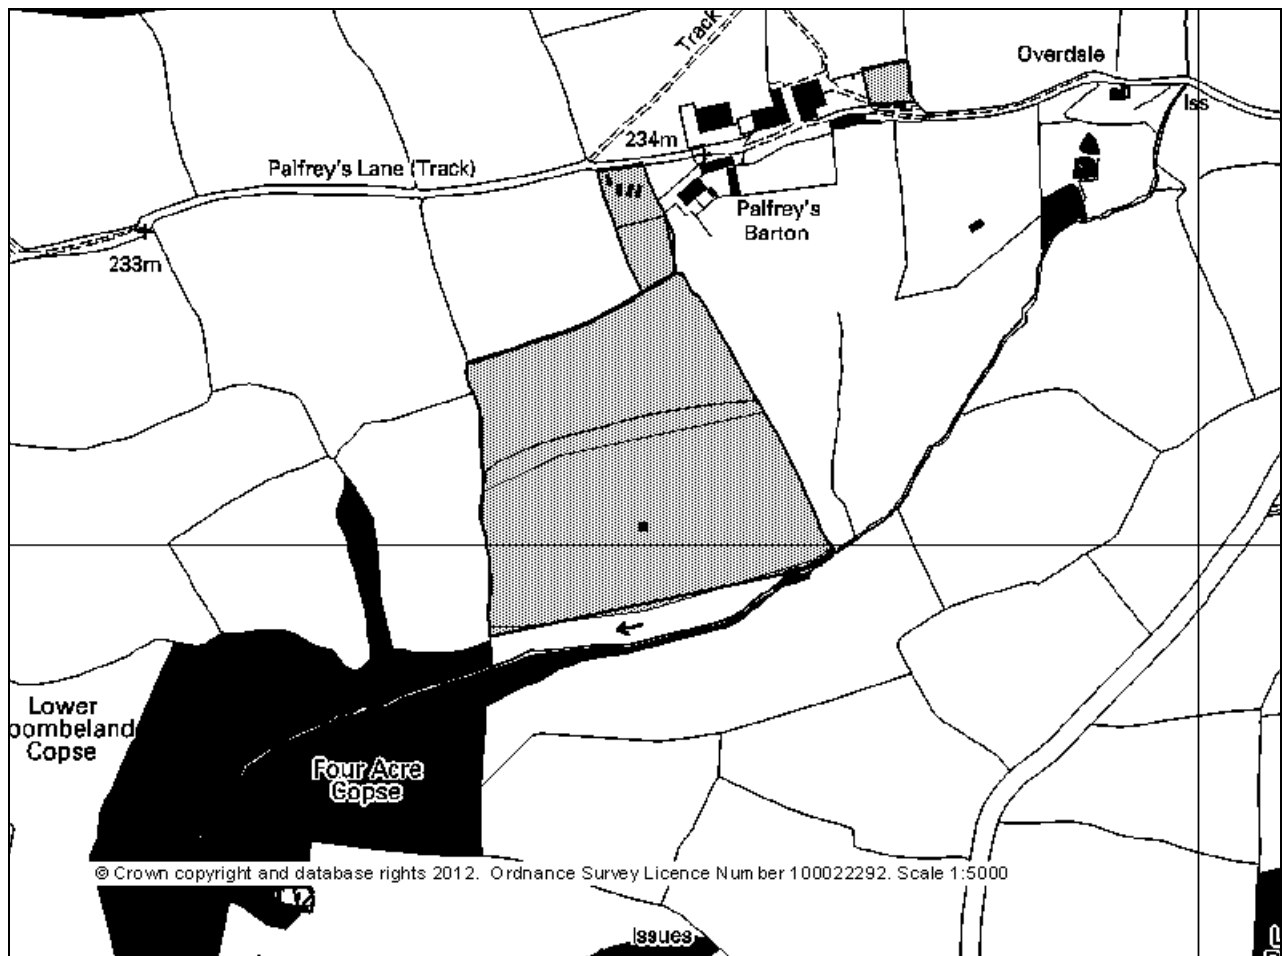 Track
Overdale
Iss
234m
Palfrey's Lane (Track)
Palfrey's
Barton
233m
Lower
oombeland
Copse
Four Acre
Copse
© Crown copyright and database rights 2012. Ordnance Survey Licence Number 100022292. Scale 1:5000
Issues
L